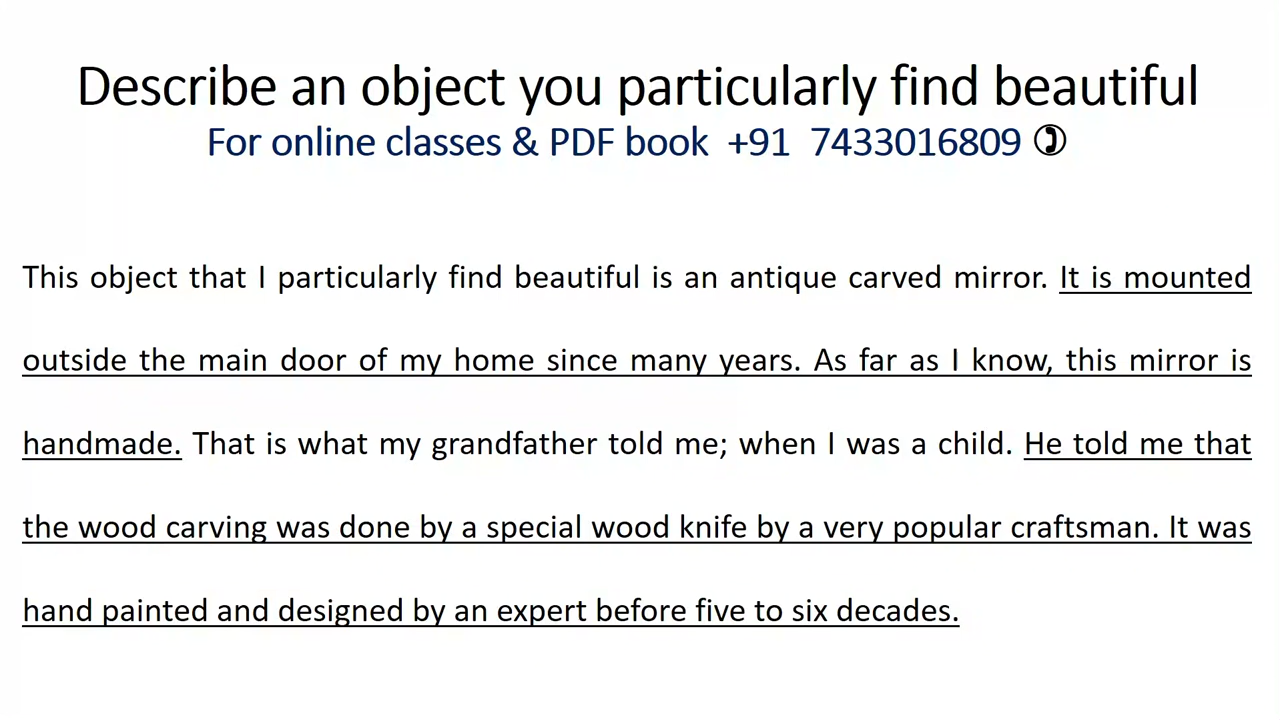 Describe an object you particularly find beautiful
For online classes & PDF book +91 7433016809 ✆
This object that I particularly find beautiful is an antique carved mirror. It is mounted
outside the main door of my home since many years. As far as I know, this mirror is
handmade. That is what my grandfather told me; when I was a child. He told me that
the wood carving was done by a special wood knife by a very popular craftsman. It was
hand painted and designed by an expert before five to six decades.